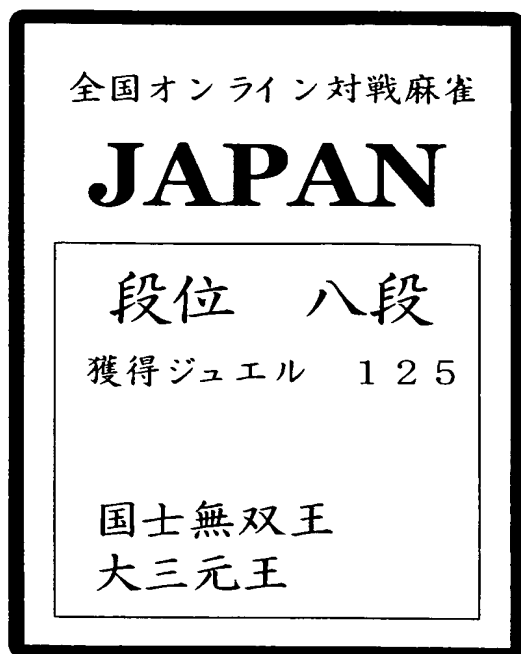 全国オンライン対戦麻雀
JAPAN
段位　八段
獲得ジュエル　１２５
国士無双王
大三元王